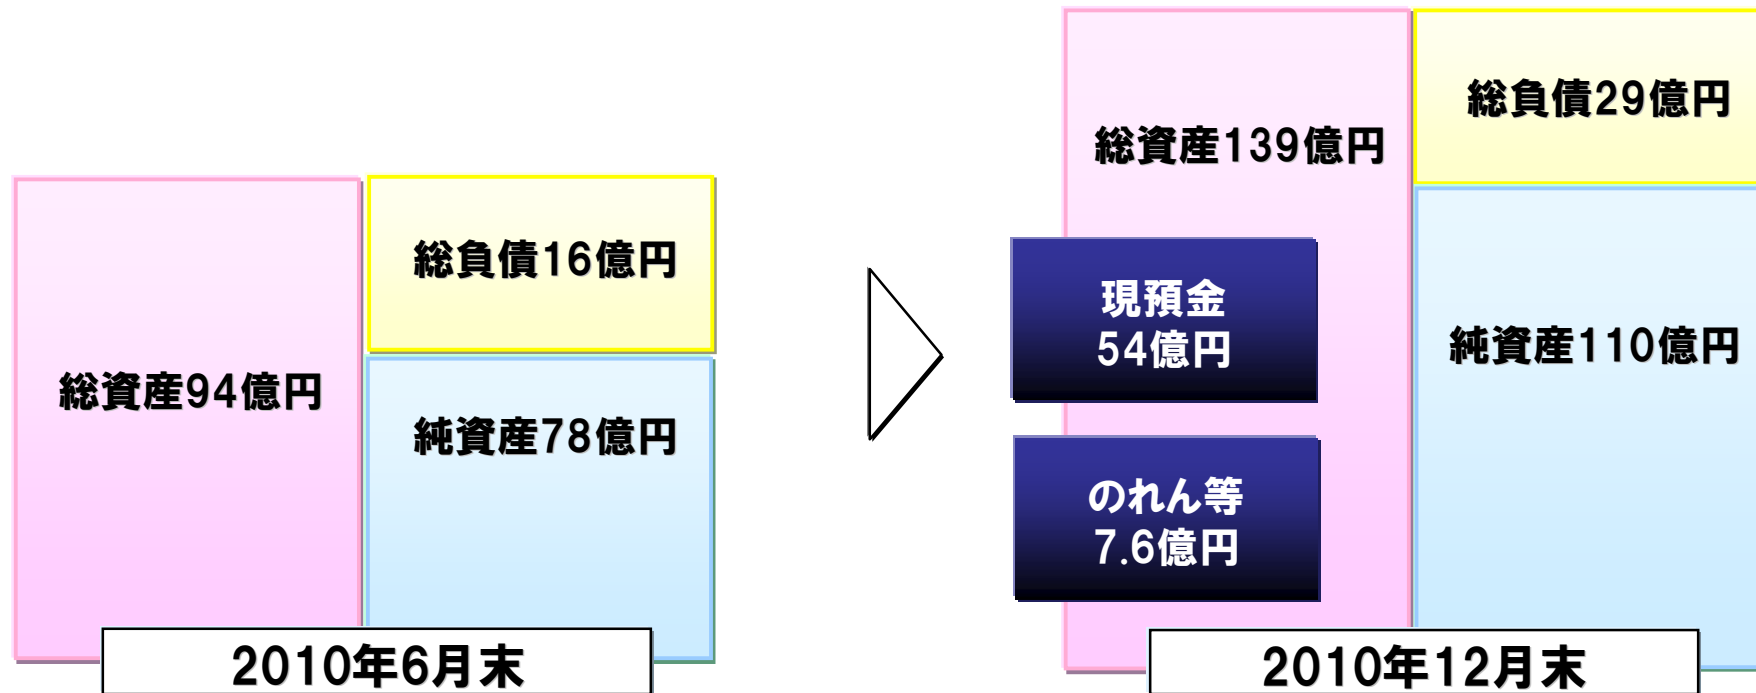 総資産94億円
総負債16億円
純資産78億円
2010年6月末
総資産139億円
総負債29億円
現預金
54億円
純資産110億円
のれん等
7.6億円
2010年12月末